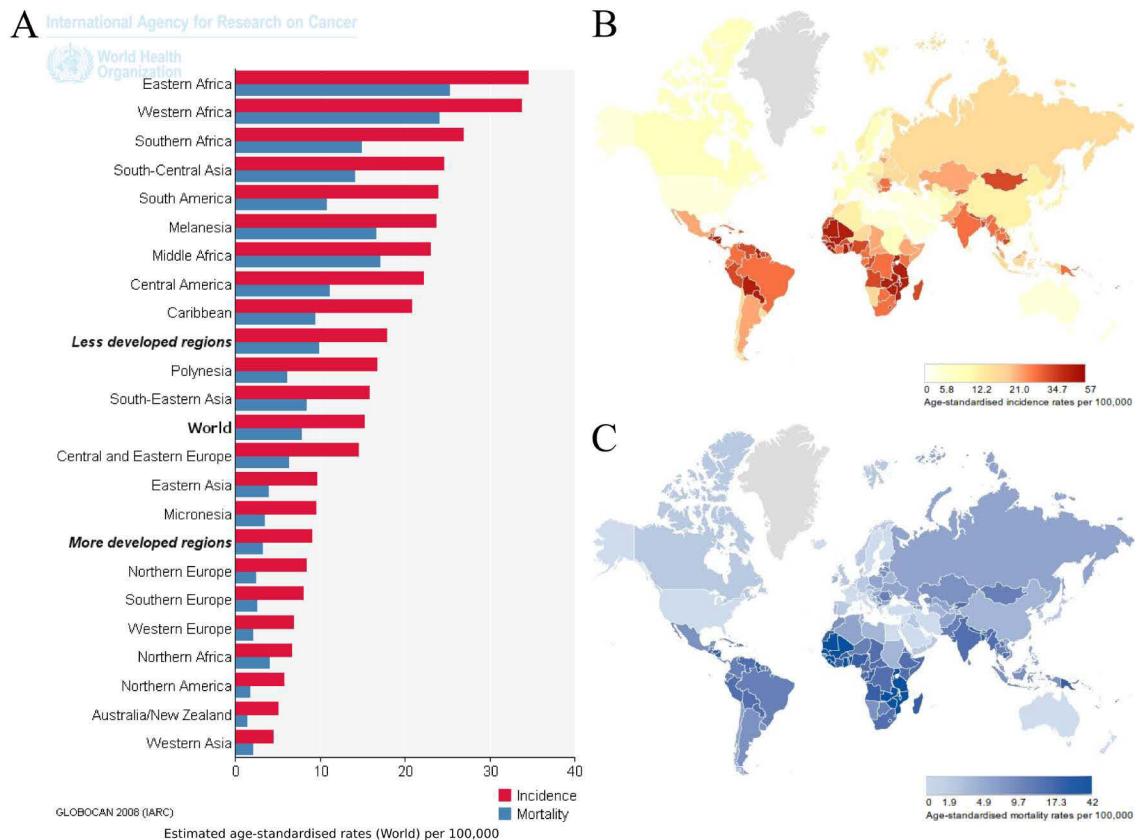 A
International Agency for Research on Cancer
World Health
Organization
Eastern Africa
Western Africa
Southern Africa
South-Central Asia
South America
Melanesia
Middle Africa
Central America
Caribbean
Less developed regions
Polynesia
South-Eastern Asia
World
Central and Eastern Europe
Eastern Asia
Micronesia
More developed regions
Northern Europe
Southern Europe
Western Europe
Northern Africa
Northern America
Australia/New Zealand
Western Asia
0 10 20 30 40
Incidence
Mortality
GLOBOCAN 2008 (IARC)
Estimated age-standardised rates (World) per 100,000
B
0 5.8 12.2 21.0 34.7 57
Age-standardised incidence rates per 100,000
C
0 1.9 4.9 9.7 17.3 42
Age-standardised mortality rates per 100,000